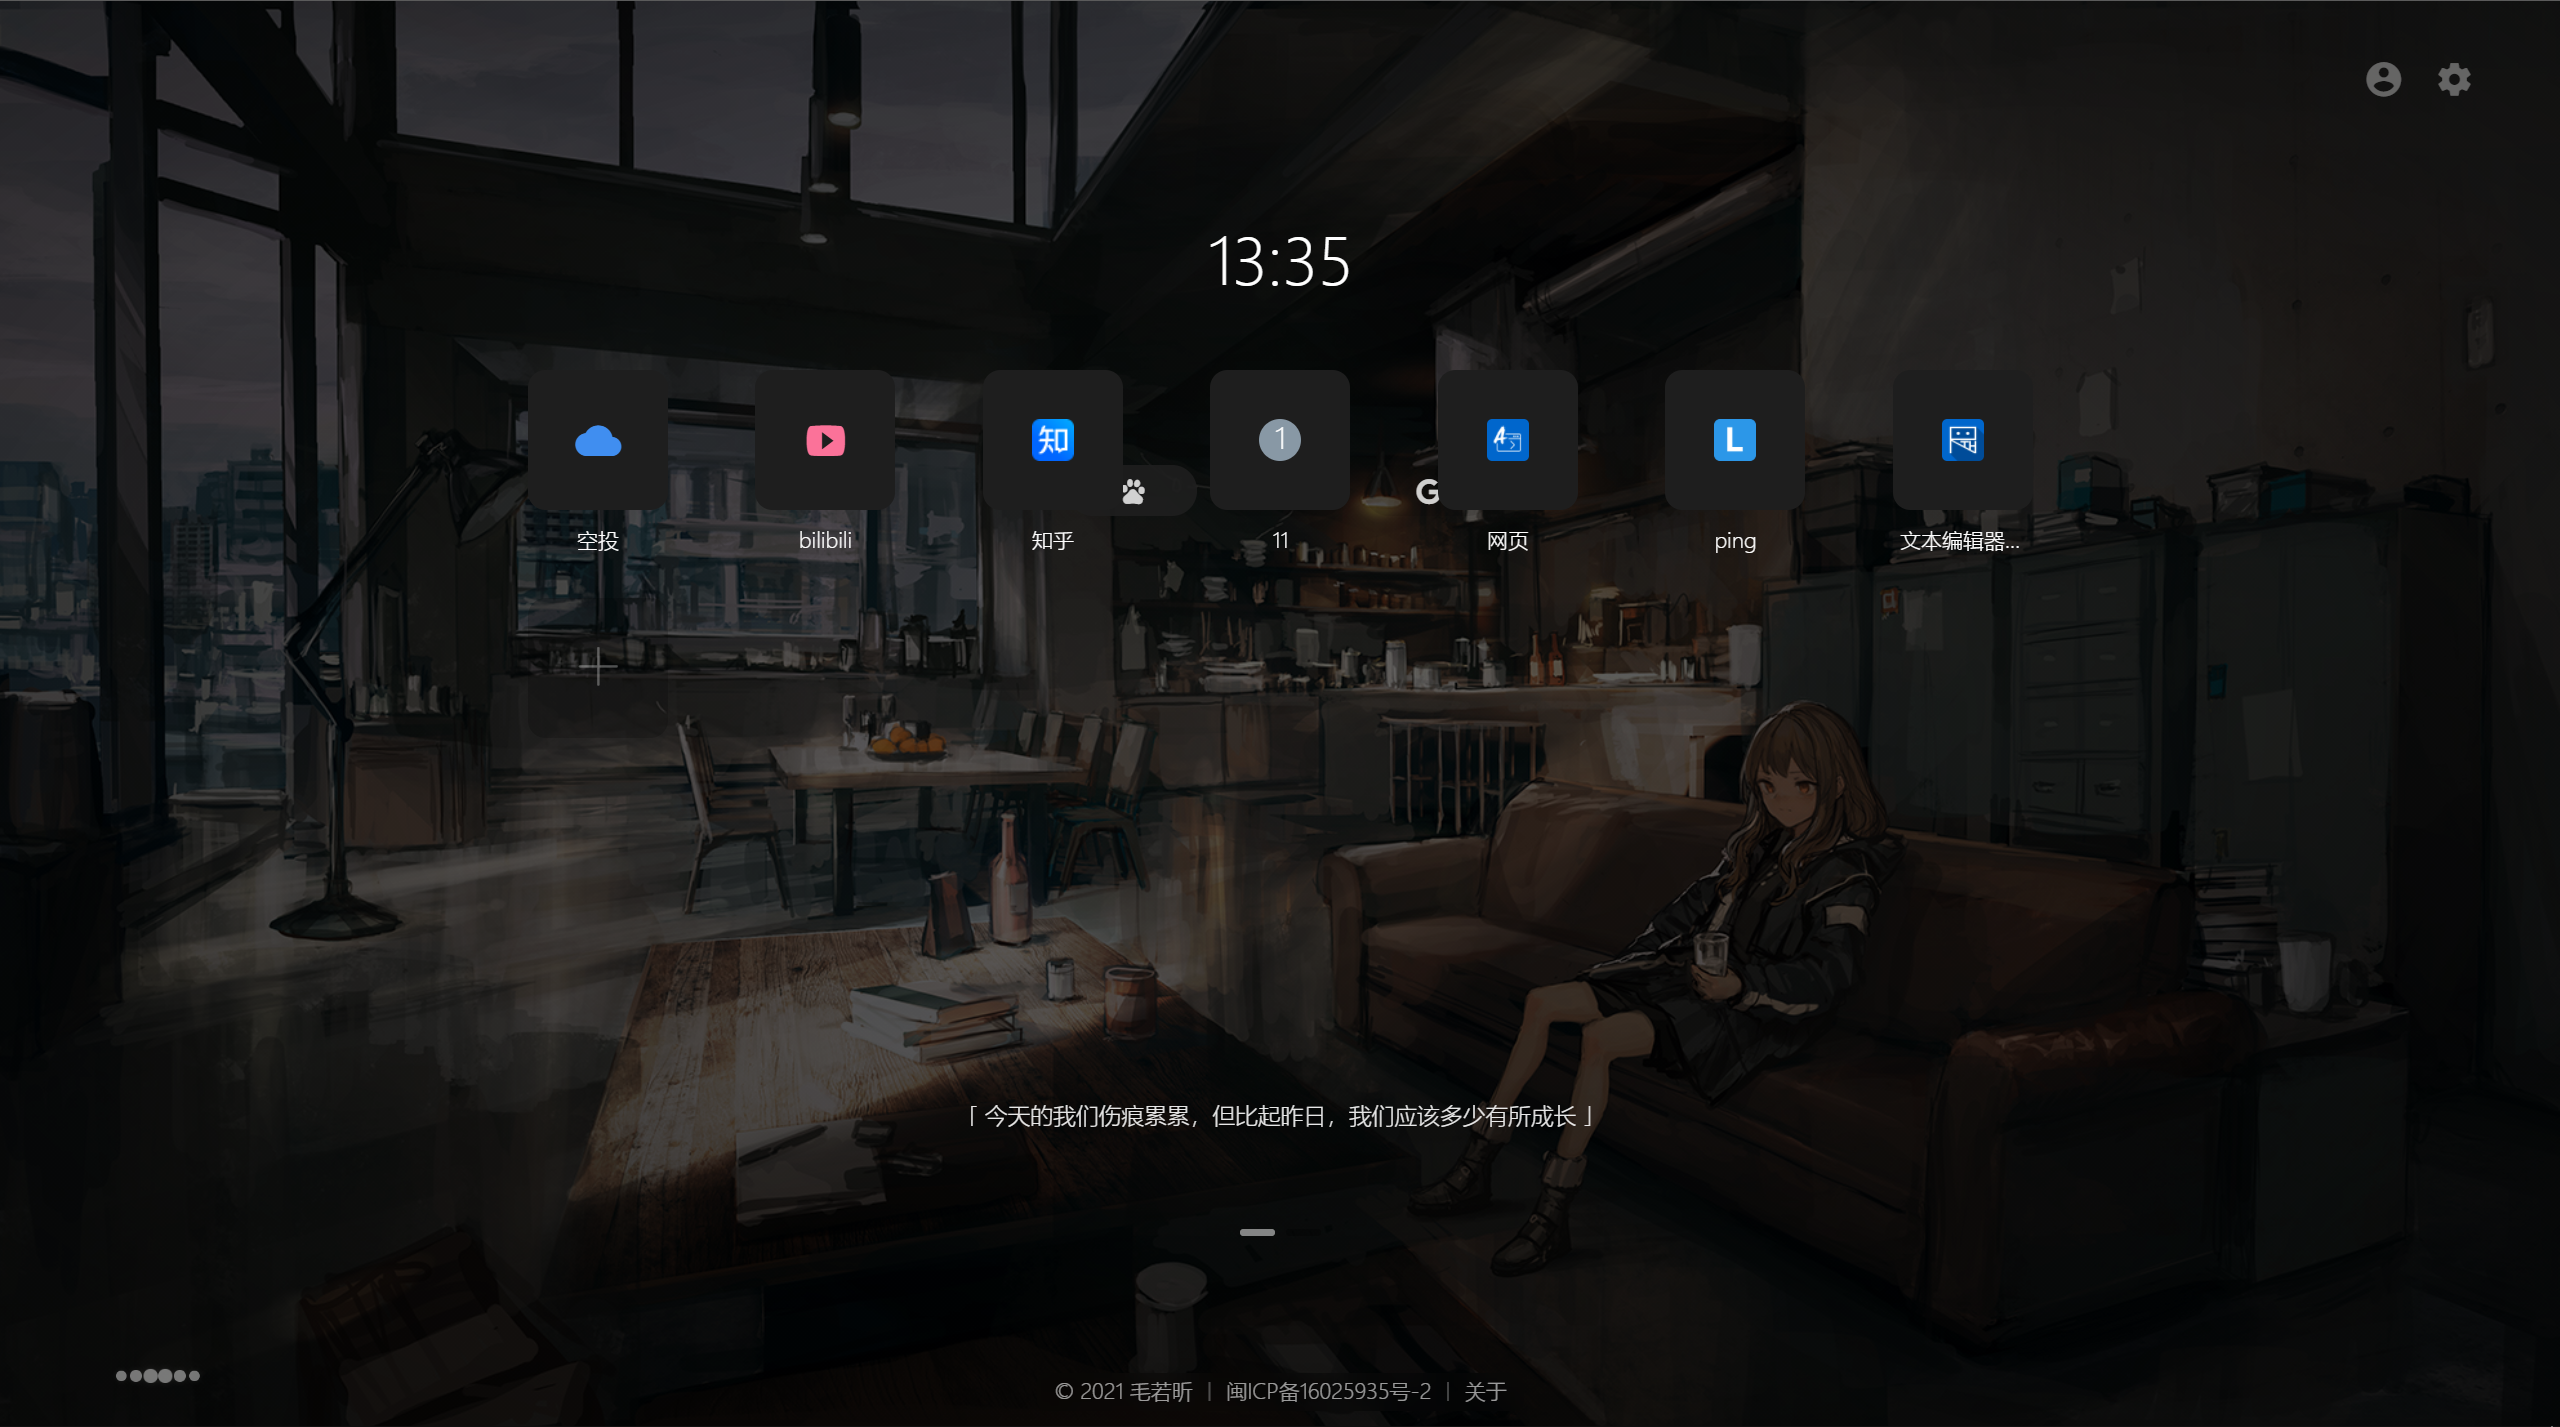 13:35
知
1
L
空投
bilibili
知乎
11
网页
ping
文本编辑器...
「 今天的我们伤痕累累，但比起昨日，我们应该多少有所成长 」
© 2021 毛若昕 | 闽ICP备16025935号-2 | 关于